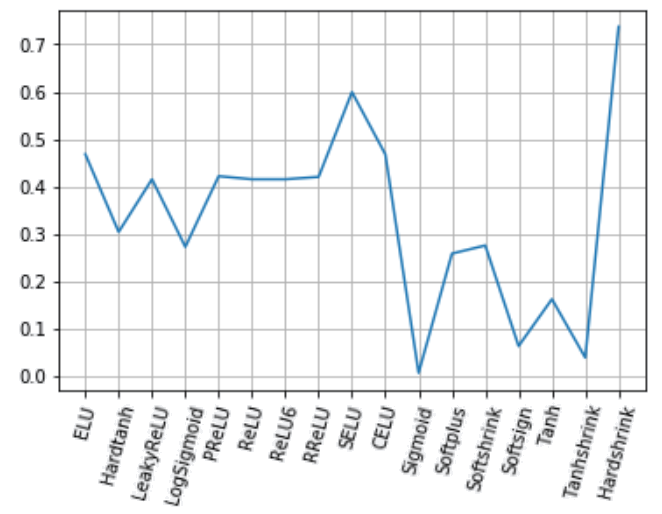 0.7
0.6
0.5
0.4
0.3
0.2
0.1
0.0
ELU
Hardtanh
LeakyReLU
LogSigmoid
PReLU
ReLU
ReLU6
RReLU
SELU
CELU
Sigmoid
Softplus
Softshrink
Softsign
Tanh
Tanhshrink
Hardshrink